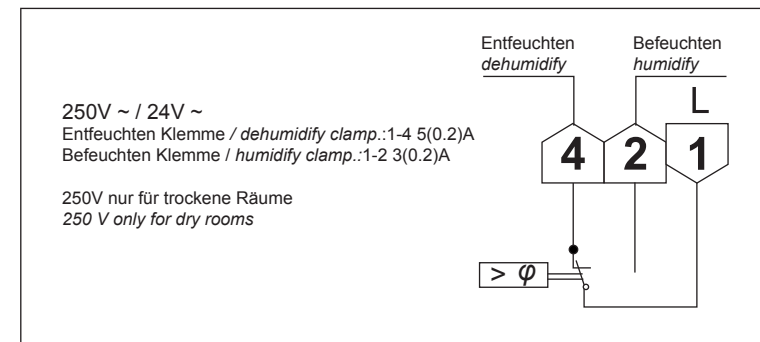 Entfeuchten
dehumidify
Befeuchten
humidify
250V ~ / 24V ~
Entfeuchten Klemme / dehumidify clamp.:1-4 5(0.2)A
Befeuchten Klemme / humidify clamp.:1-2 3(0.2)A
250V nur für trockene Räume
250 V only for dry rooms
L
4 2 1
> φ